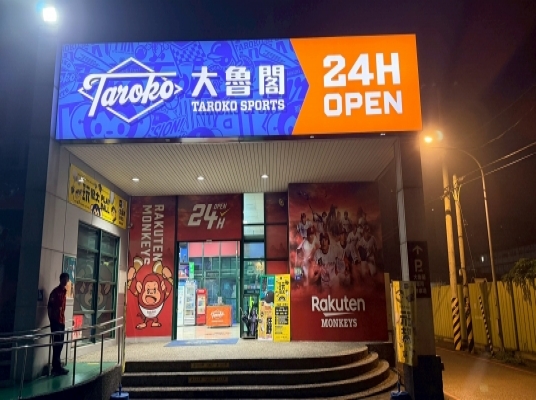 Taroko
大魯閣
TAROKO SPORTS
24H
OPEN
RAKUTEN
MONKEYS
24H
OPEN
Rakuten
MONKEYS
P